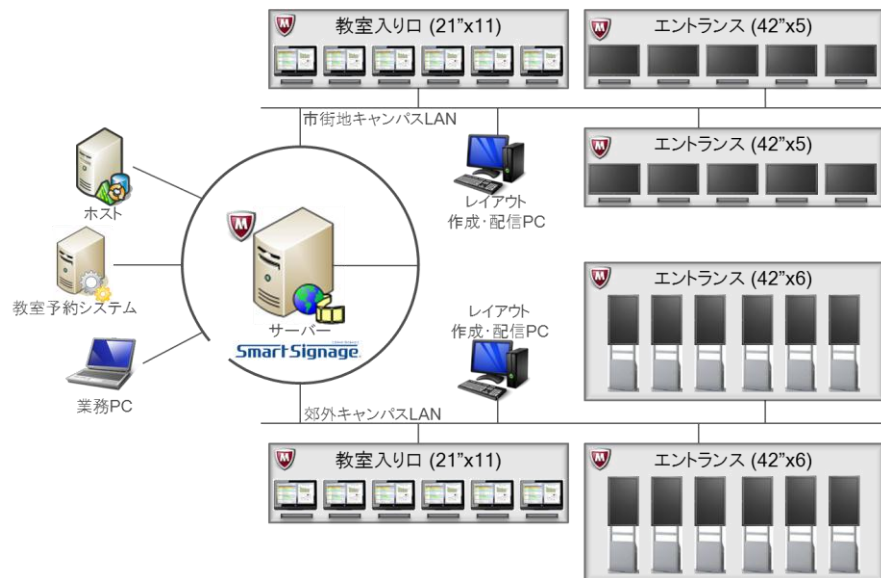 教室入り口 (21”x11)
エントランス (42”x5)
市街地キャンパスLAN
エントランス (42”x5)
レイアウト
作成・配信PC
ホスト
教室予約システム
業務PC
サーバー
SmartSignage
レイアウト
作成・配信PC
エントランス (42”x6)
郊外キャンパスLAN
教室入り口 (21”x11)
エントランス (42”x6)